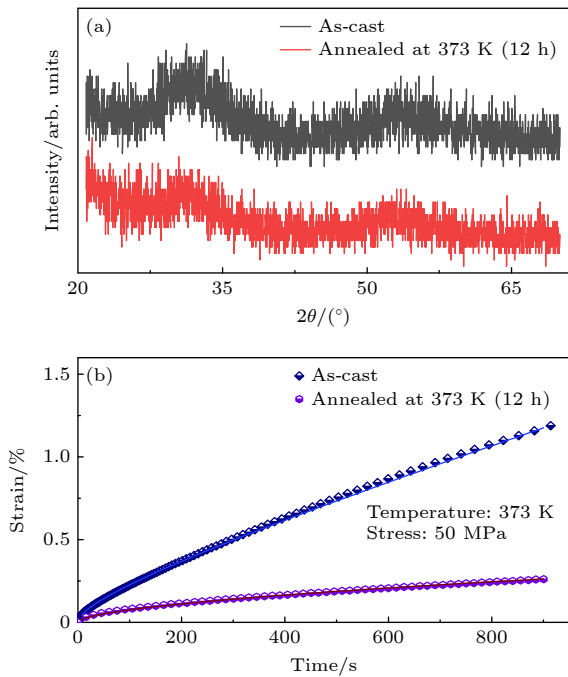 (a)
As-cast
Annealed at 373 K (12 h)
Intensity/arb. units
20 35 50 65
2θ/(°)
(b)
As-cast
Annealed at 373 K (12 h)
1.5
1.0
0.5
0
Strain/%
Temperature: 373 K
Stress: 50 MPa
0 200 400 600 800
Time/s